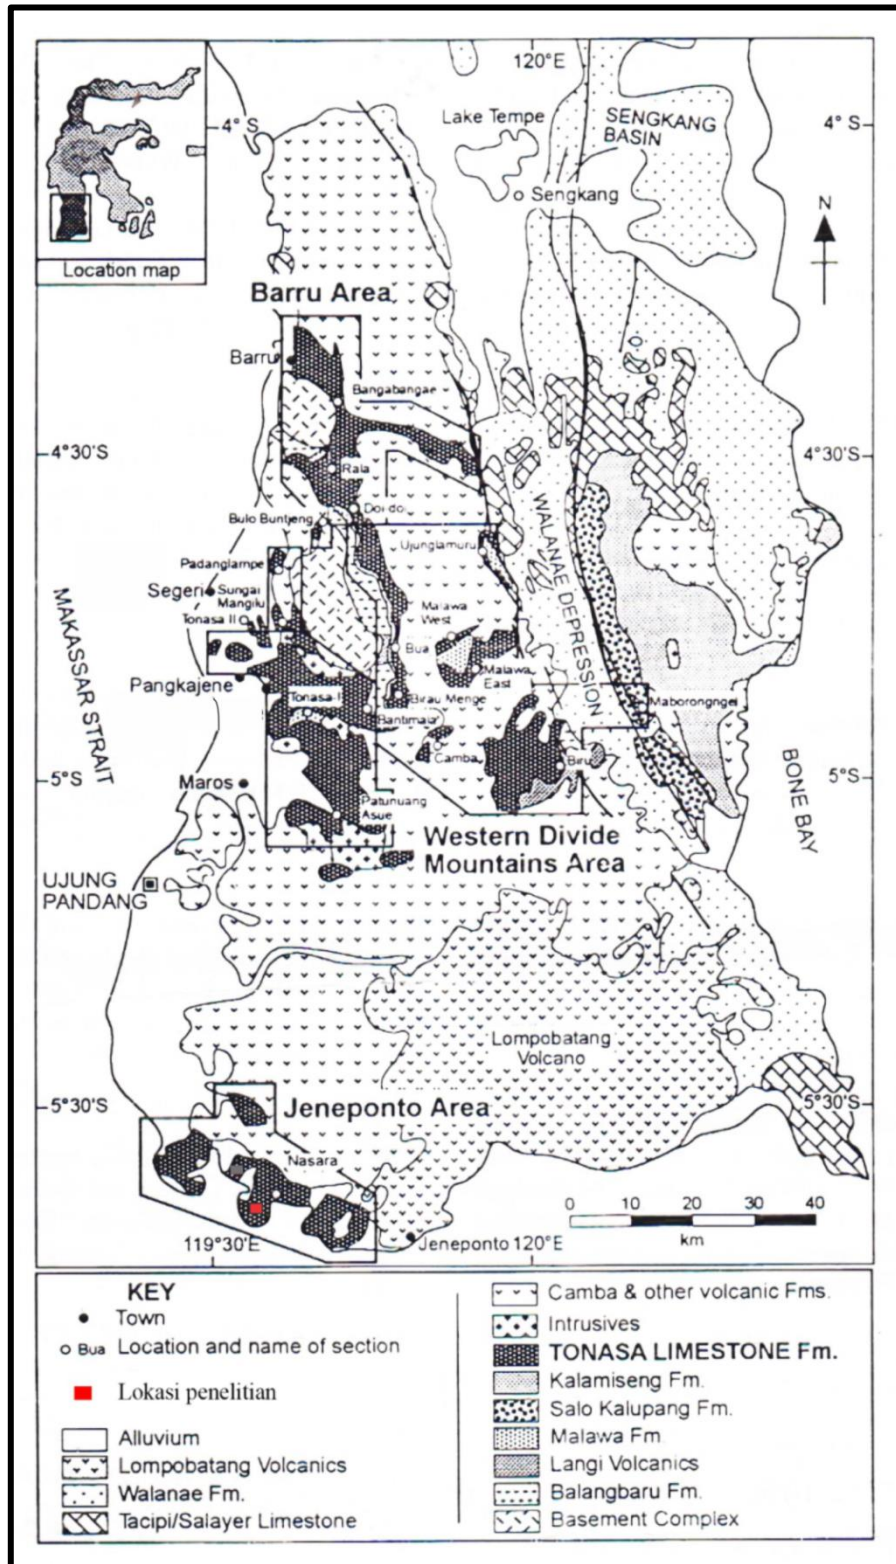 120°E
Lake Tempe
SENGKANG
BASIN
4° S
4° S
Sengkang
N
Location map
Barru Area
Barru
Bangabangae
4°30'S
4°30'S
Rala
Doi-do
Bulo Buntjeng
Ujunglamuru
WALANAE DEPRESSION
Padanglampe
Segeri
Sungai
Mangilu
Tonasa II
Malawa
West
MAKASSAR STRAIT
Bua
Malawa
East
Pangkajene
Tonasa I
Birau Menge
Maborongngei
Bantimala
Camba
Biru
BONE BAY
5°S
5°S
Maros
Patunuang
Asue
Western Divide
Mountains Area
UJUNG
PANDANG
Lompobatang
Volcano
5°30'S
5°30'S
Jeneponto Area
Nasara
0 10 20 30 40
km
119°30'E
Jeneponto
120°E
KEY
Town
Bua Location and name of section
Lokasi penelitian
Alluvium
Lompobatang Volcanics
Walanae Fm.
Tacipi/Salayer Limestone
Camba & other volcanic Fms.
Intrusives
TONASA LIMESTONE Fm.
Kalamiseng Fm.
Salo Kalupang Fm.
Malawa Fm.
Langi Volcanics
Balangbaru Fm.
Basement Complex